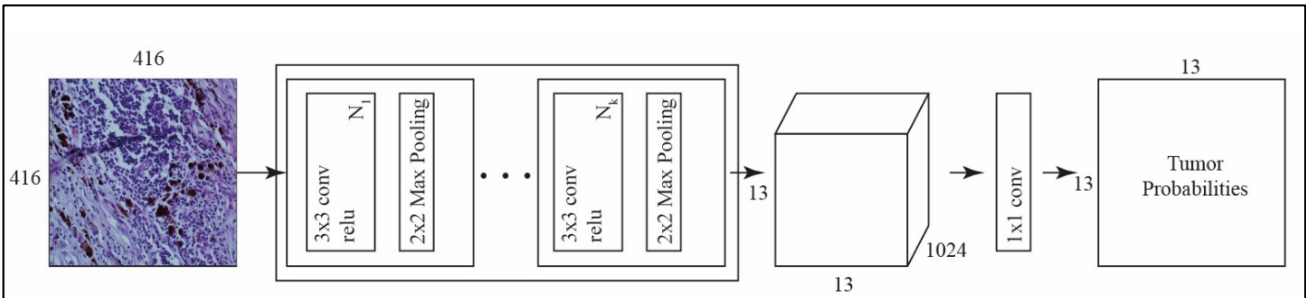 416
416
3x3 conv
relu
N1
2x2 Max Pooling
. . .
3x3 conv
relu
Nk
2x2 Max Pooling
13
13
1024
1x1 conv
13
13
Tumor
Probabilities